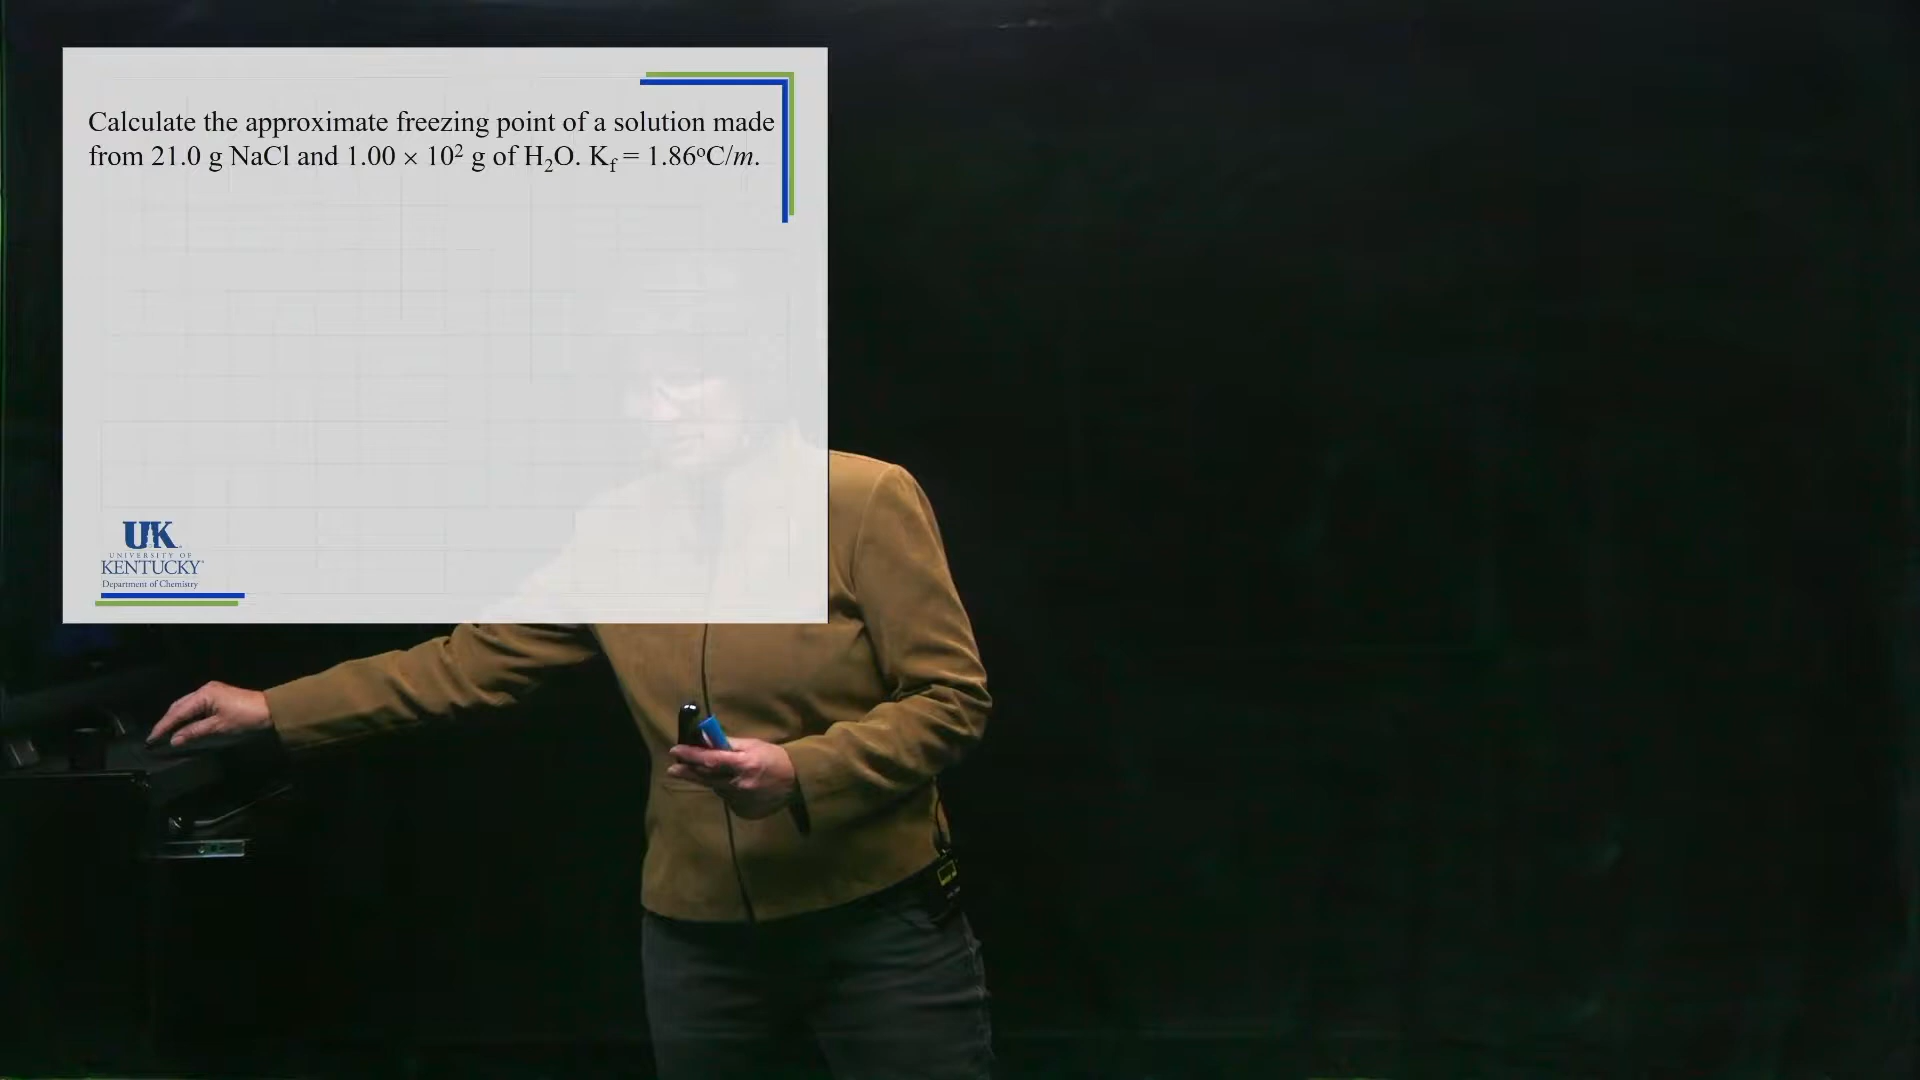 Calculate the approximate freezing point of a solution made
from 21.0 g NaCl and 1.00 × 10² g of H₂O. K_f = 1.86°C/m.
UK
UNIVERSITY OF
KENTUCKY
Department of Chemistry